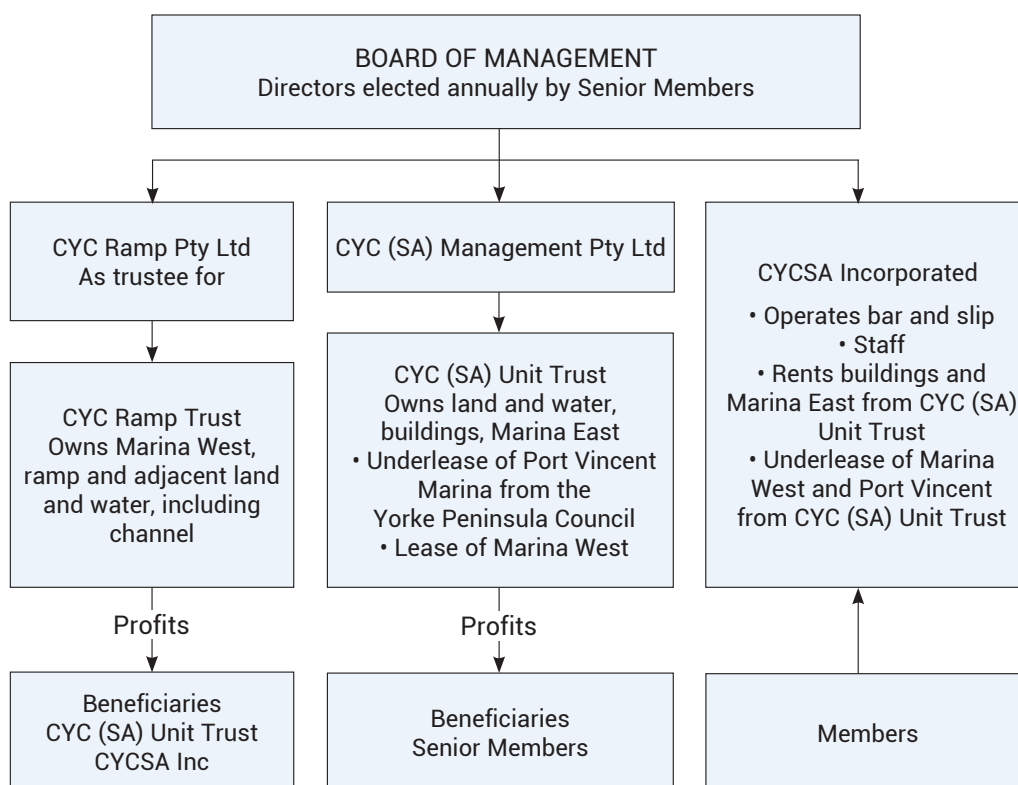 BOARD OF MANAGEMENT
Directors elected annually by Senior Members
CYC Ramp Pty Ltd
As trustee for
CYC (SA) Management Pty Ltd
CYCSA Incorporated
• Operates bar and slip
• Staff
• Rents buildings and
Marina East from CYC (SA)
Unit Trust
• Underlease of Marina
West and Port Vincent
from CYC (SA) Unit Trust
CYC Ramp Trust
Owns Marina West,
ramp and adjacent land
and water, including
channel
CYC (SA) Unit Trust
Owns land and water,
buildings, Marina East
• Underlease of Port Vincent
Marina from the
Yorke Peninsula Council
• Lease of Marina West
Profits
Profits
Beneficiaries
CYC (SA) Unit Trust
CYCSA Inc
Beneficiaries
Senior Members
Members